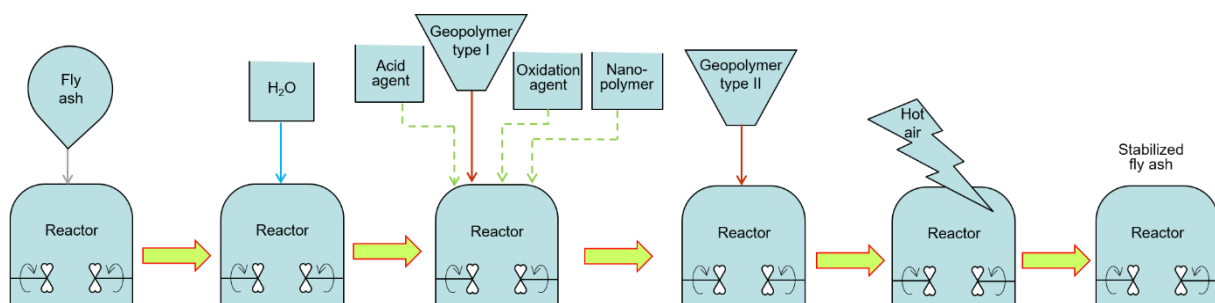 Fly
ash
H₂O
Acid
agent
Geopolymer
type I
Oxidation
agent
Nano-
polymer
Geopolymer
type II
Hot
air
Stabilized
fly ash
Reactor
Reactor
Reactor
Reactor
Reactor
Reactor